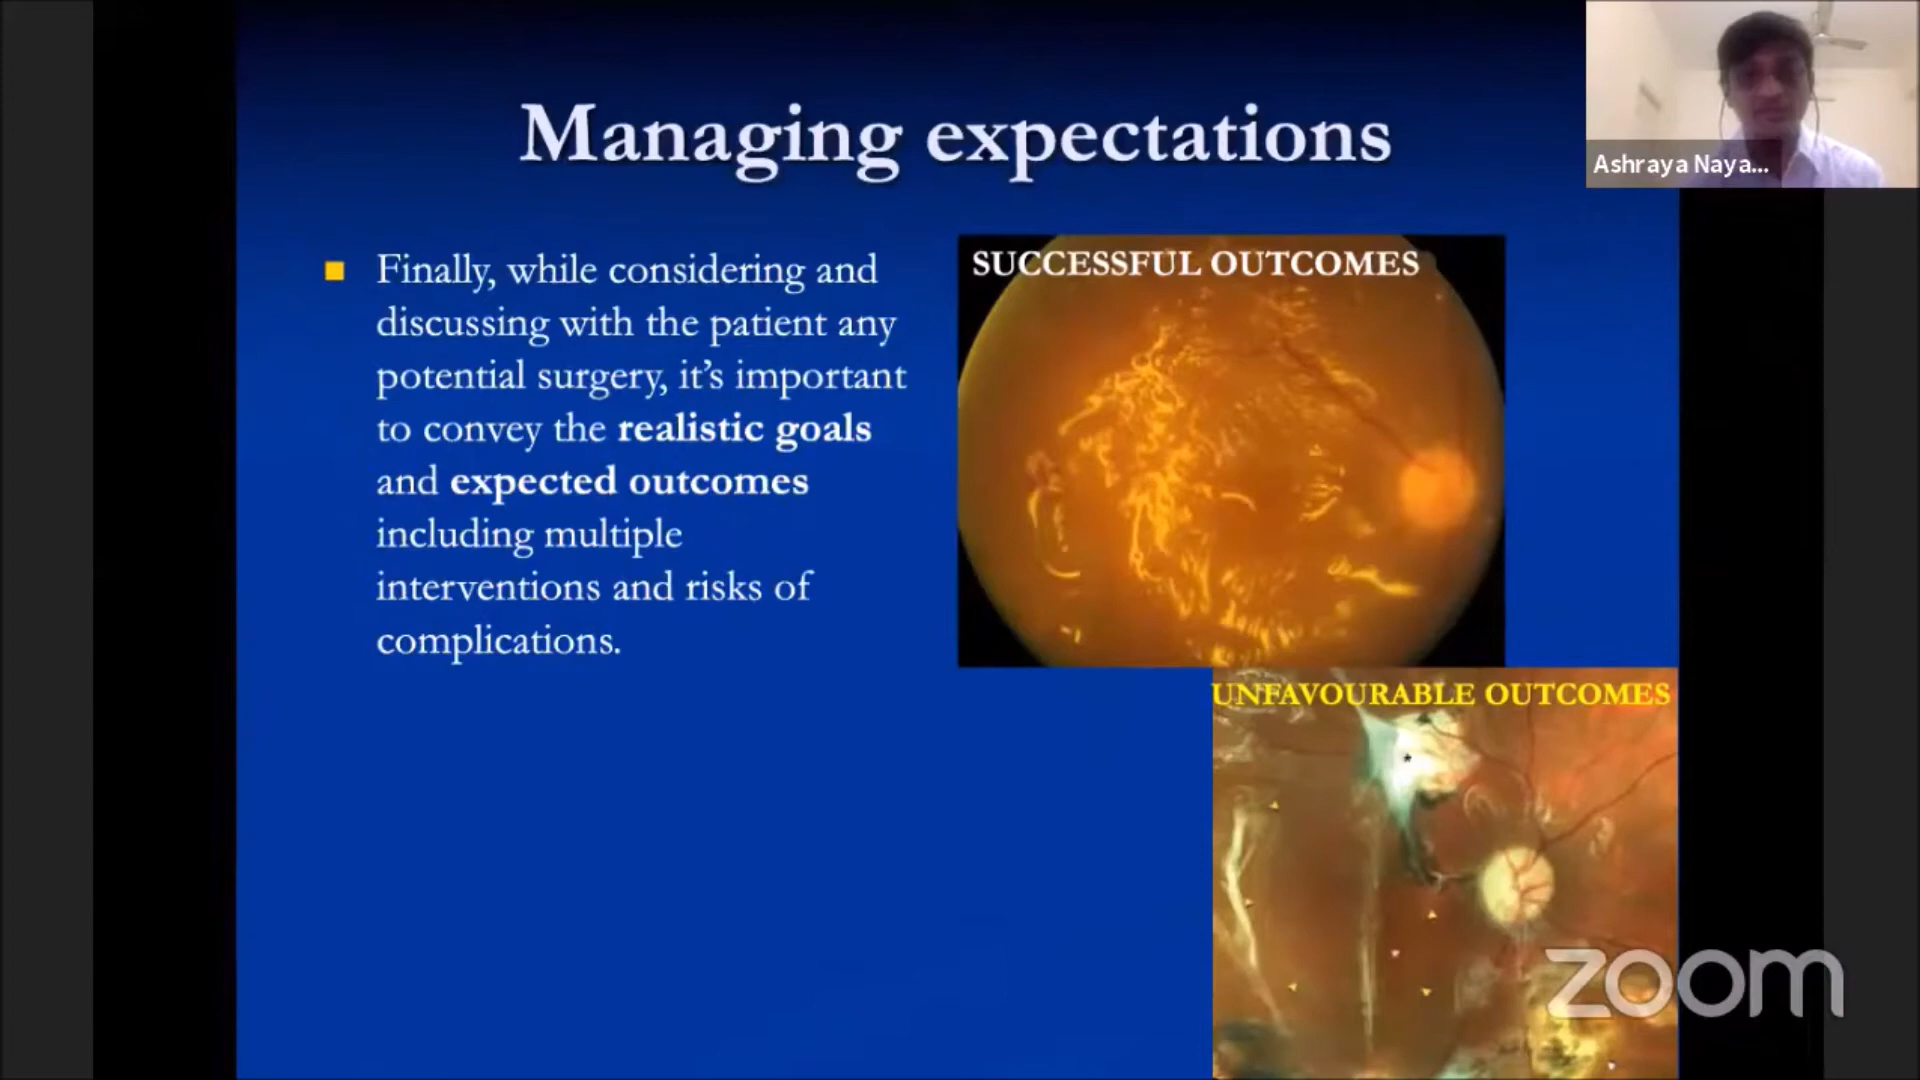 Managing expectations
Ashraya Naya...
Finally, while considering and
discussing with the patient any
potential surgery, it’s important
to convey the realistic goals
and expected outcomes
including multiple
interventions and risks of
complications.
SUCCESSFUL OUTCOMES
UNFAVOURABLE OUTCOMES
zoom